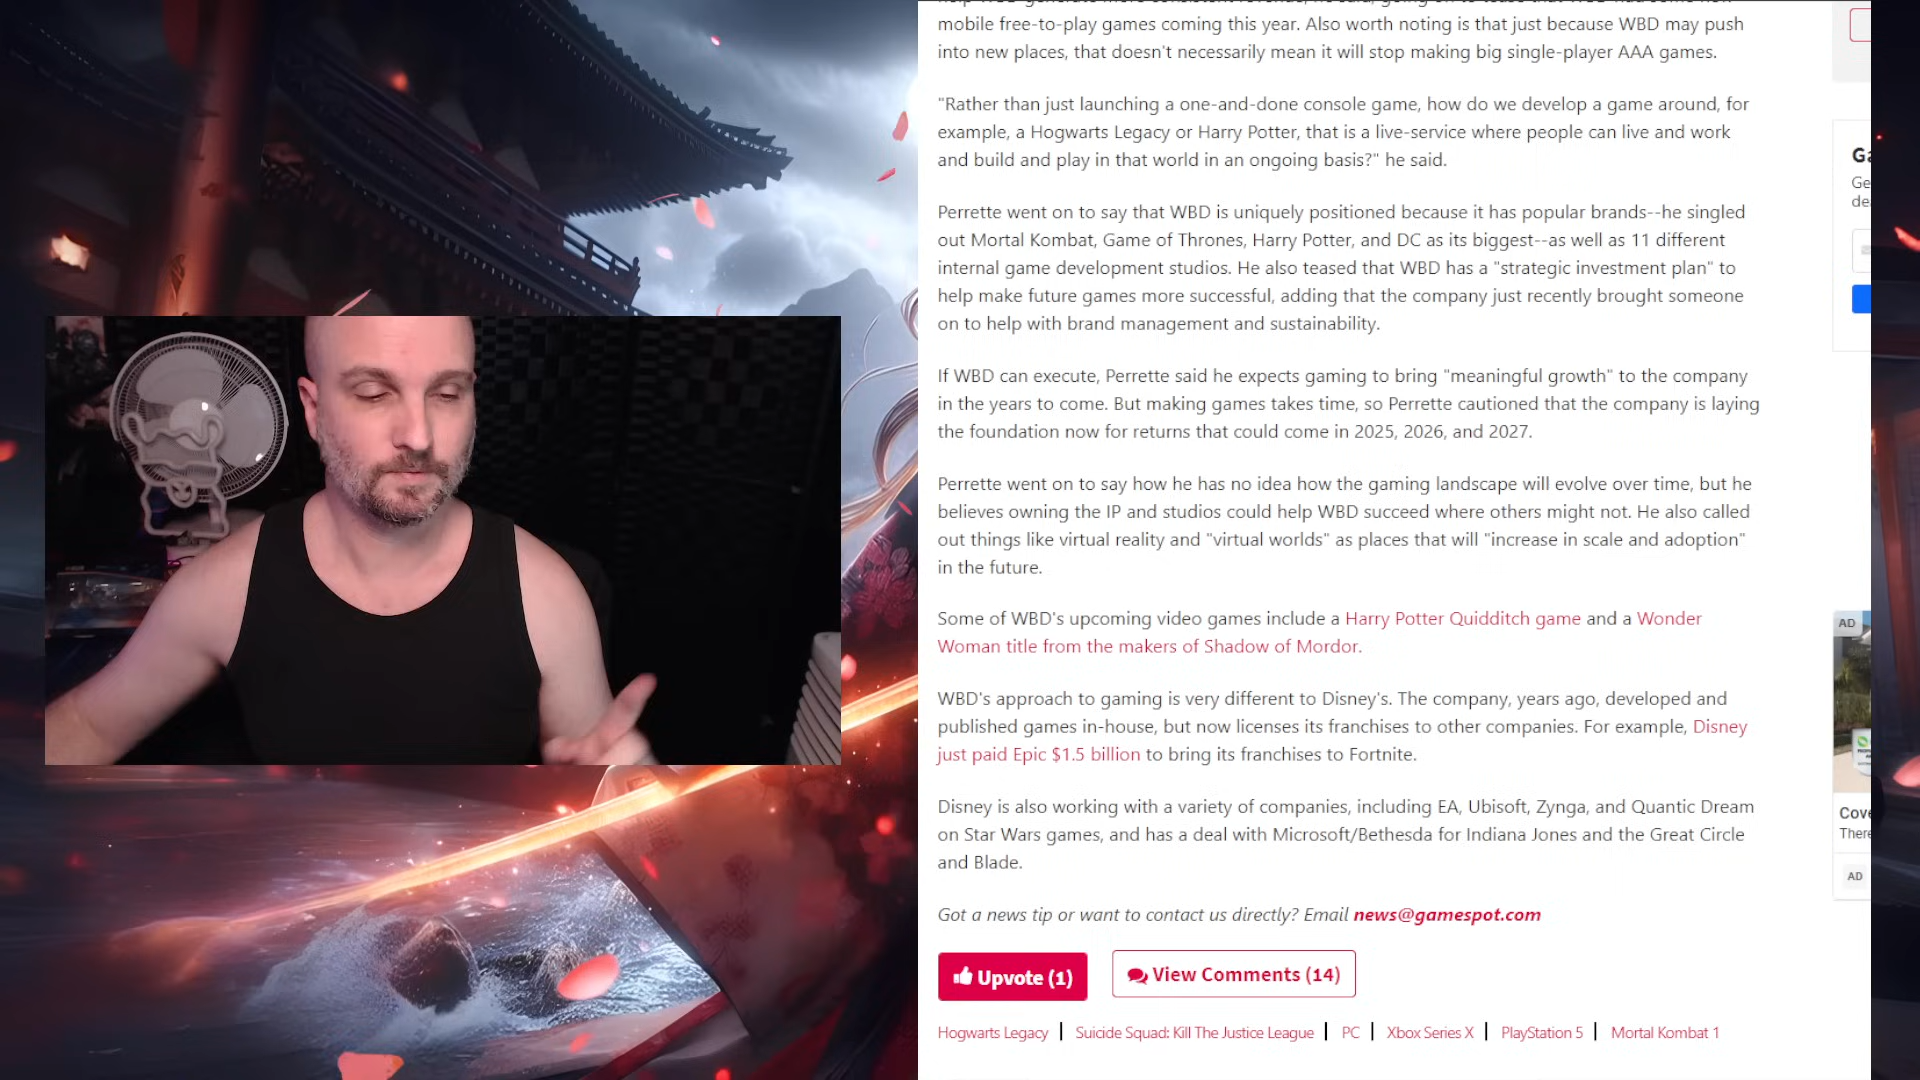 mobile free-to-play games coming this year. Also worth noting is that just because WBD may push
into new places, that doesn't necessarily mean it will stop making big single-player AAA games.
"Rather than just launching a one-and-done console game, how do we develop a game around, for
example, a Hogwarts Legacy or Harry Potter, that is a live-service where people can live and work
and build and play in that world in an ongoing basis?" he said.
Perrette went on to say that WBD is uniquely positioned because it has popular brands--he singled
out Mortal Kombat, Game of Thrones, Harry Potter, and DC as its biggest--as well as 11 different
internal game development studios. He also teased that WBD has a "strategic investment plan" to
help make future games more successful, adding that the company just recently brought someone
on to help with brand management and sustainability.
If WBD can execute, Perrette said he expects gaming to bring "meaningful growth" to the company
in the years to come. But making games takes time, so Perrette cautioned that the company is laying
the foundation now for returns that could come in 2025, 2026, and 2027.
Perrette went on to say how he has no idea how the gaming landscape will evolve over time, but he
believes owning the IP and studios could help WBD succeed where others might not. He also called
out things like virtual reality and "virtual worlds" as places that will "increase in scale and adoption"
in the future.
Some of WBD's upcoming video games include a Harry Potter Quidditch game and a Wonder
Woman title from the makers of Shadow of Mordor.
WBD's approach to gaming is very different to Disney's. The company, years ago, developed and
published games in-house, but now licenses its franchises to other companies. For example, Disney
just paid Epic $1.5 billion to bring its franchises to Fortnite.
Disney is also working with a variety of companies, including EA, Ubisoft, Zynga, and Quantic Dream
on Star Wars games, and has a deal with Microsoft/Bethesda for Indiana Jones and the Great Circle
and Blade.
Got a news tip or want to contact us directly? Email news@gamespot.com
Upvote (1)
View Comments (14)
Hogwarts Legacy | Suicide Squad: Kill The Justice League | PC | Xbox Series X | PlayStation 5 | Mortal Kombat 1
Ga
Ge
de
AD
Cove
There
AD